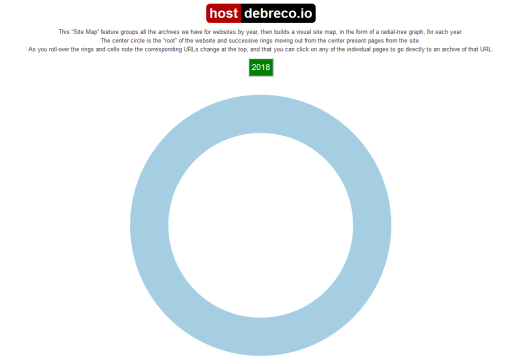 host debreco.io
This "Site Map" feature groups all the archives we have for websites by year, then builds a visual site map, in the form of a radial-tree graph, for each year.
The center circle is the "root" of the website and successive rings moving out from the center present pages from the site.
As you roll-over the rings and cells note the corresponding URLs change at the top, and that you can click on any of the individual pages to go directly to an archive of that URL.
2018